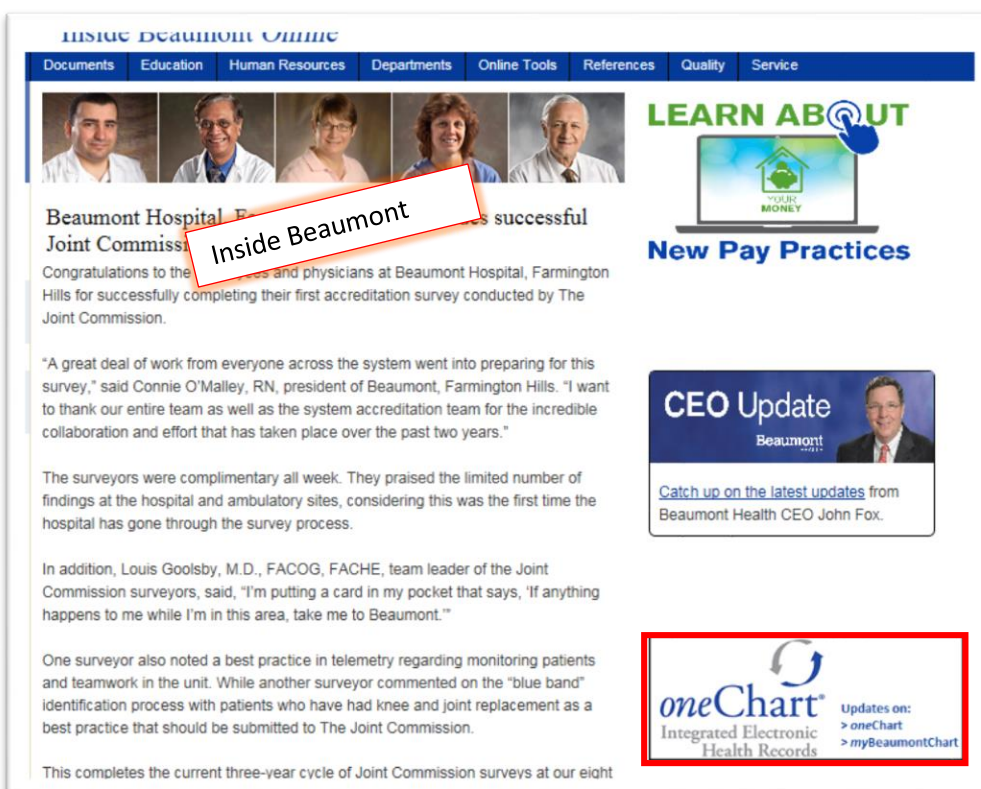 Inside Beaumont Online
Documents Education Human Resources Departments Online Tools References Quality Service
Beaumont Hospital, successful
Joint
Inside Beaumont
Congratulations to the and physicians at Beaumont Hospital, Farmington
Hills for successfully completing their first accreditation survey conducted by The
Joint Commission.
“A great deal of work from everyone across the system went into preparing for this
survey,” said Connie O’Malley, RN, president of Beaumont, Farmington Hills. “I want
to thank our entire team as well as the system accreditation team for the incredible
collaboration and effort that has taken place over the past two years.”
The surveyors were complimentary all week. They praised the limited number of
findings at the hospital and ambulatory sites, considering this was the first time the
hospital has gone through the survey process.
In addition, Louis Goolsby, M.D., FACOG, FACHE, team leader of the Joint
Commission surveyors, said, “I’m putting a card in my pocket that says, ‘If anything
happens to me while I’m in this area, take me to Beaumont.’”
One surveyor also noted a best practice in telemetry regarding monitoring patients
and teamwork in the unit. While another surveyor commented on the “blue band”
identification process with patients who have had knee and joint replacement as a
best practice that should be submitted to The Joint Commission.
This completes the current three-year cycle of Joint Commission surveys at our eight
LEARN ABOUT
YOUR
MONEY
New Pay Practices
CEO Update
Beaumont
Catch up on the latest updates from
Beaumont Health CEO John Fox.
oneChart®
Integrated Electronic
Health Records
Updates on:
> oneChart
> myBeaumontChart